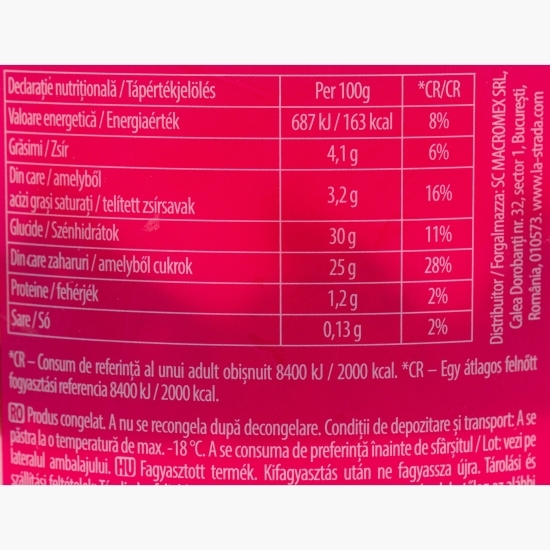 Declarație nutrițională / Tápértékjelölés Per 100g *CR/CR
Valoare energetică / Energiaérték 687 kJ / 163 kcal 8%
Grăsimi / Zsír 4,1 g 6%
Din care / amelyből
acizi grași saturați / telített zsírsavak 3,2 g 16%
Glucide / Szénhidrátok 30 g 11%
Din care zaharuri / amelyből cukrok 25 g 28%
Proteine / fehérjék 1,2 g 2%
Sare / Só 0,13 g 2%
*CR – Consum de referință al unui adult obișnuit 8400 kJ / 2000 kcal. *CR – Egy átlagos felnőtt
fogyasztási referencia 8400 kJ / 2000 kcal.
RO Produs congelat. A nu se recongela după decongelare. Condiții de depozitare și transport: A se
păstra la o temperatură de max. -18 °C. A se consuma de preferință înainte de sfârșitul / Lot: vezi pe
lateralul ambalajului. HU Fagyasztott termék. Kifagyasztás után ne fagyassza újra. Tárolási és
szállítási feltételek:
Distribuitor / Forgalmazza: SC MACROMEX SRL,
Calea Dorobanți nr. 32, sector 1, București,
România, 010573. www.la-strada.com